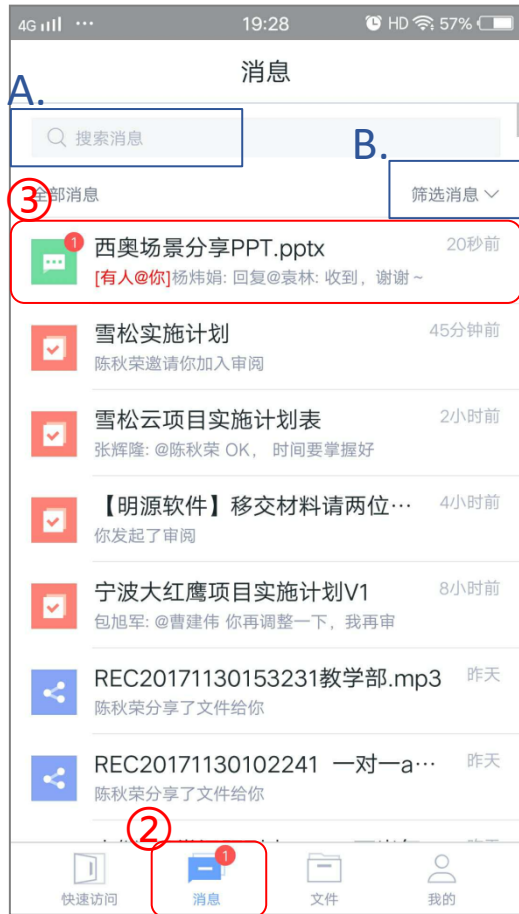 4G 19:28 HD 57%
消息
A.
搜索消息
B.
③
全部消息 筛选消息
1
西奥场景分享PPT.pptx 20秒前
[有人@你]杨炜娟: 回复@袁林: 收到，谢谢～
雪松实施计划 45分钟前
陈秋荣邀请你加入审阅
雪松云项目实施计划表 2小时前
张辉隆: @陈秋荣 OK， 时间要掌握好
【明源软件】移交材料请两位… 4小时前
你发起了审阅
宁波大红鹰项目实施计划V1 8小时前
包旭军: @曹建伟 你再调整一下，我再审
REC20171130153231教学部.mp3 昨天
陈秋荣分享了文件给你
REC20171130102241 一对一a… 昨天
陈秋荣分享了文件给你
②
1
快速访问 消息 文件 我的